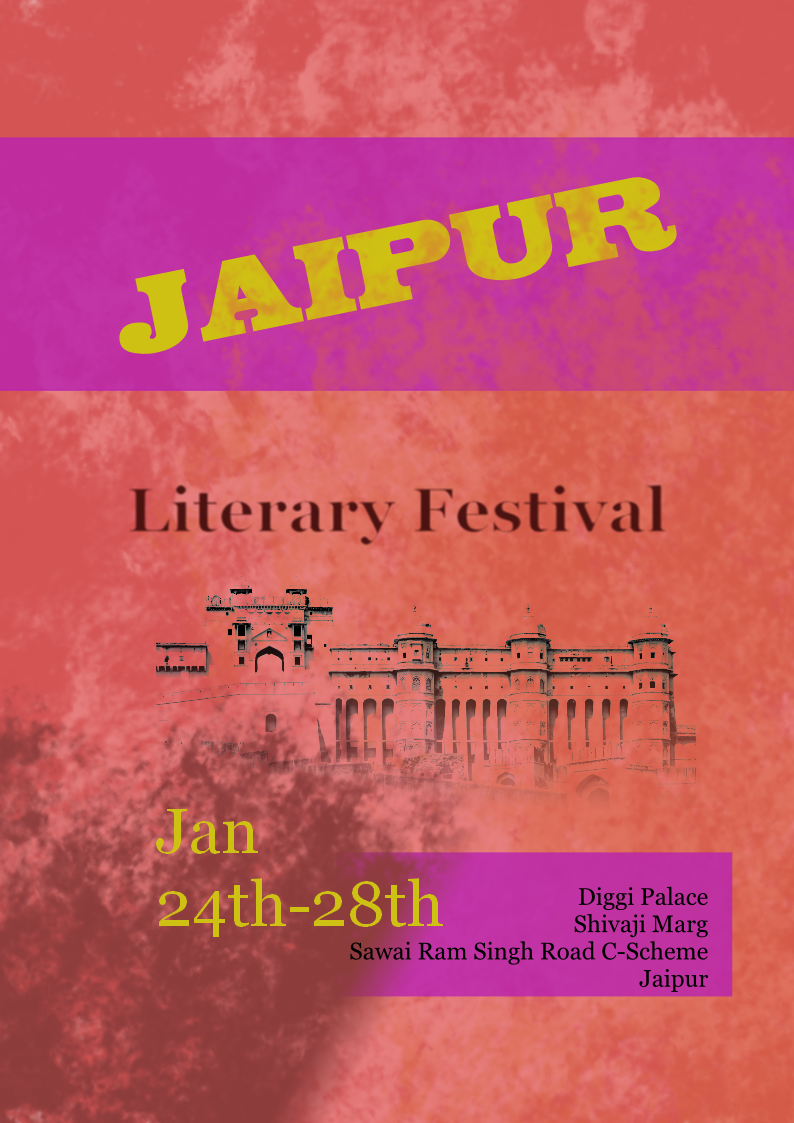 JAIPUR
Literary Festival
Jan
24th-28th
Diggi Palace
Shivaji Marg
Sawai Ram Singh Road C-Scheme
Jaipur